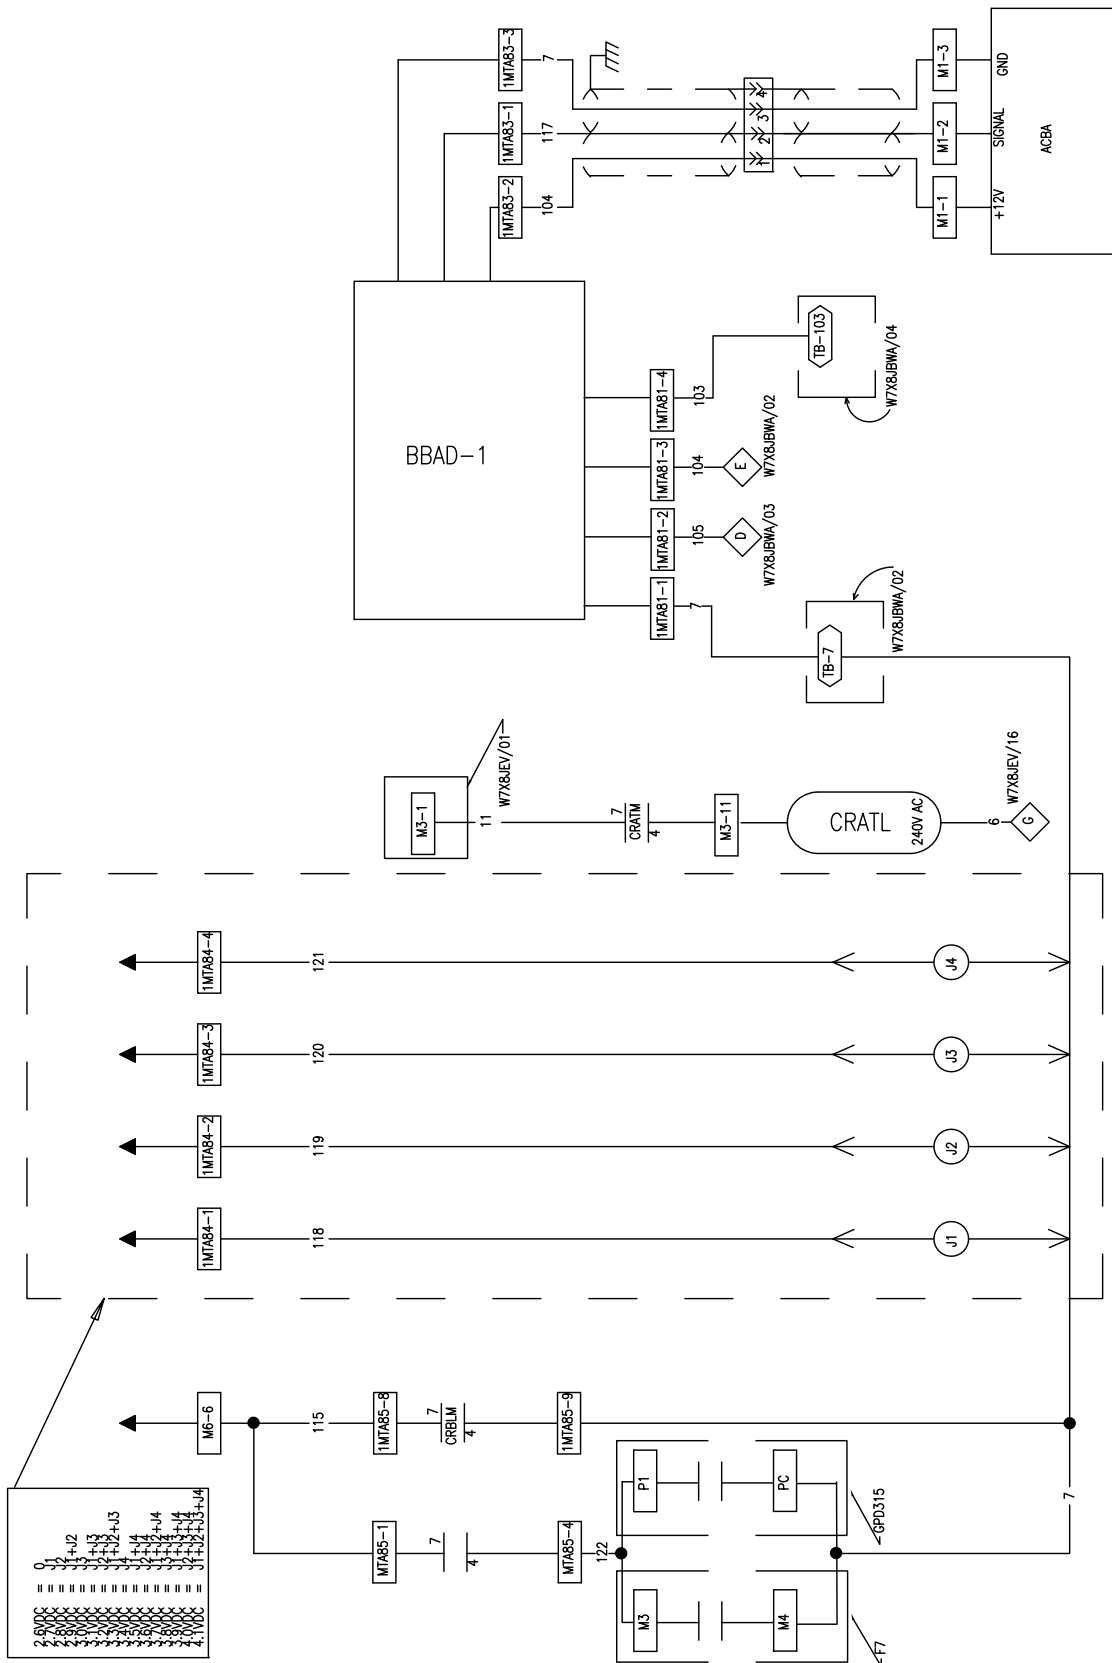 1MTA83-3
7
1MTA83-1
117
1MTA83-2
104
4
3
2
1
M1-3
GND
M1-2
SIGNAL
M1-1
+12V
ACBA
BBAD-1
1MTA81-4
103
TB-103
W7X8JBWA/04
1MTA81-3
104
E
W7X8JBWA/02
1MTA81-2
105
D
W7X8JBWA/03
1MTA81-1
7
TB-7
W7X8JBWA/02
M3-1
W7X8JEV/01
11
7
CRATM
4
M3-11
CRATL
240V AC
6
G
W7X8JEV/16
1MTA84-4
121
J4
1MTA84-3
120
J3
1MTA84-2
119
J2
1MTA84-1
118
J1
M6-6
115
1MTA85-8
7
CRBLM
4
1MTA85-9
MTA85-1
7
4
MTA85-4
122
P1
PC
GPD315
M3
M4
F7
7
2.6VDC = 0
2.7VDC = J1
2.8VDC = J2
2.9VDC = J1+J2
3.0VDC = J3
3.1VDC = J1+J3
3.2VDC = J2+J3
3.3VDC = J1+J2+J3
3.4VDC = J4
3.5VDC = J1+J4
3.6VDC = J2+J4
3.7VDC = J1+J2+J4
3.8VDC = J3+J4
3.9VDC = J1+J3+J4
4.0VDC = J2+J3+J4
4.1VDC = J1+J2+J3+J4